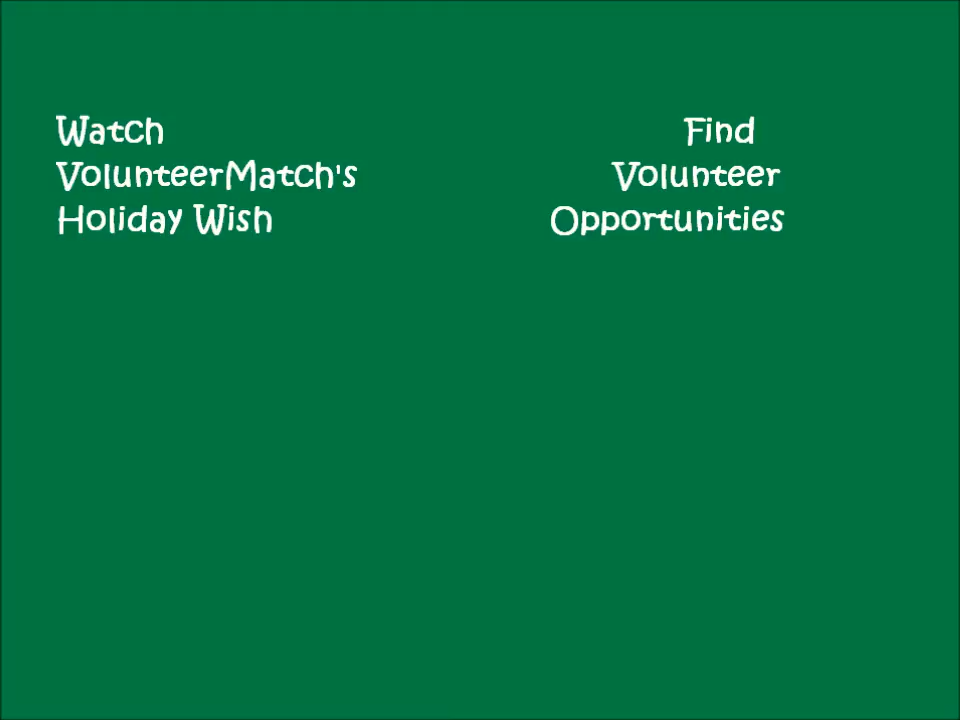 Watch
VolunteerMatch's
Holiday Wish
Find
Volunteer
Opportunities